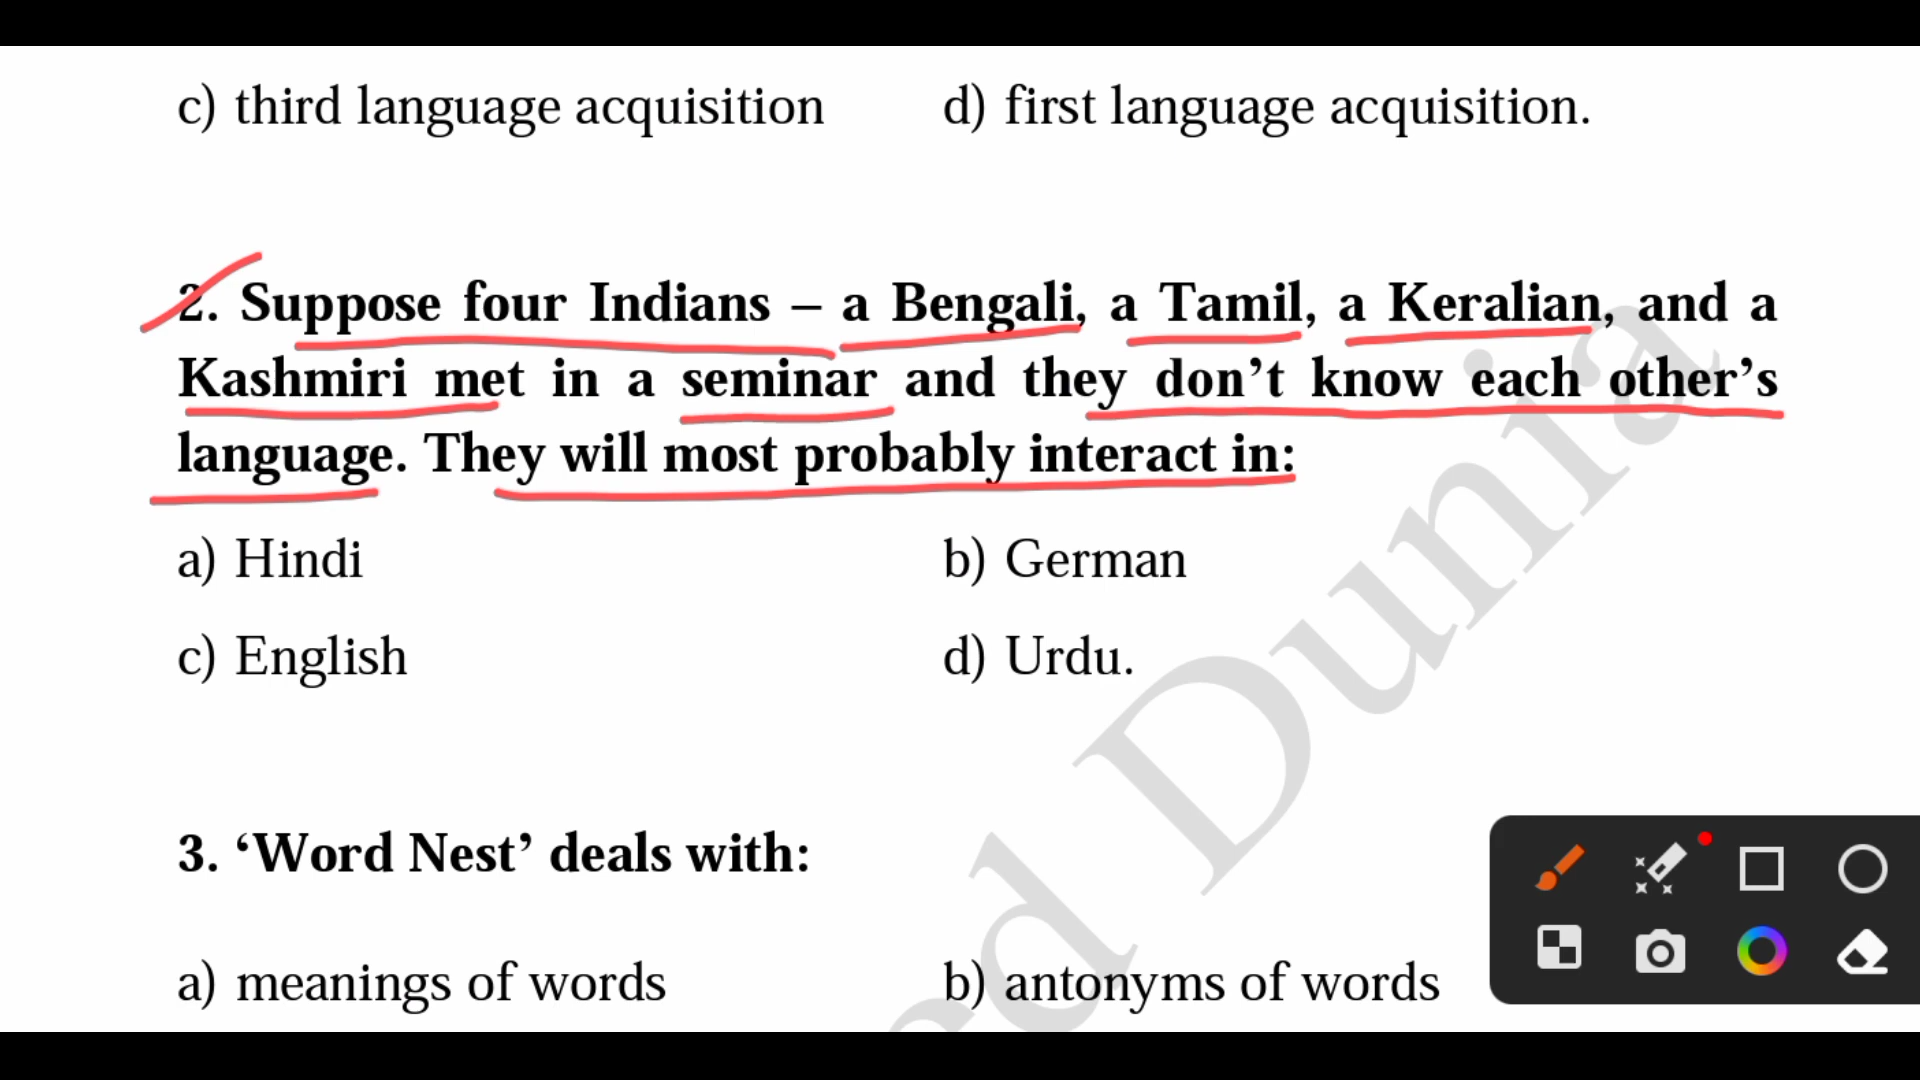 c) third language acquisition d) first language acquisition.
2. Suppose four Indians – a Bengali, a Tamil, a Keralian, and a
Kashmiri met in a seminar and they don’t know each other’s
language. They will most probably interact in:
a) Hindi b) German
c) English d) Urdu.
3. ‘Word Nest’ deals with:
a) meanings of words b) antonyms of words
d Dunia